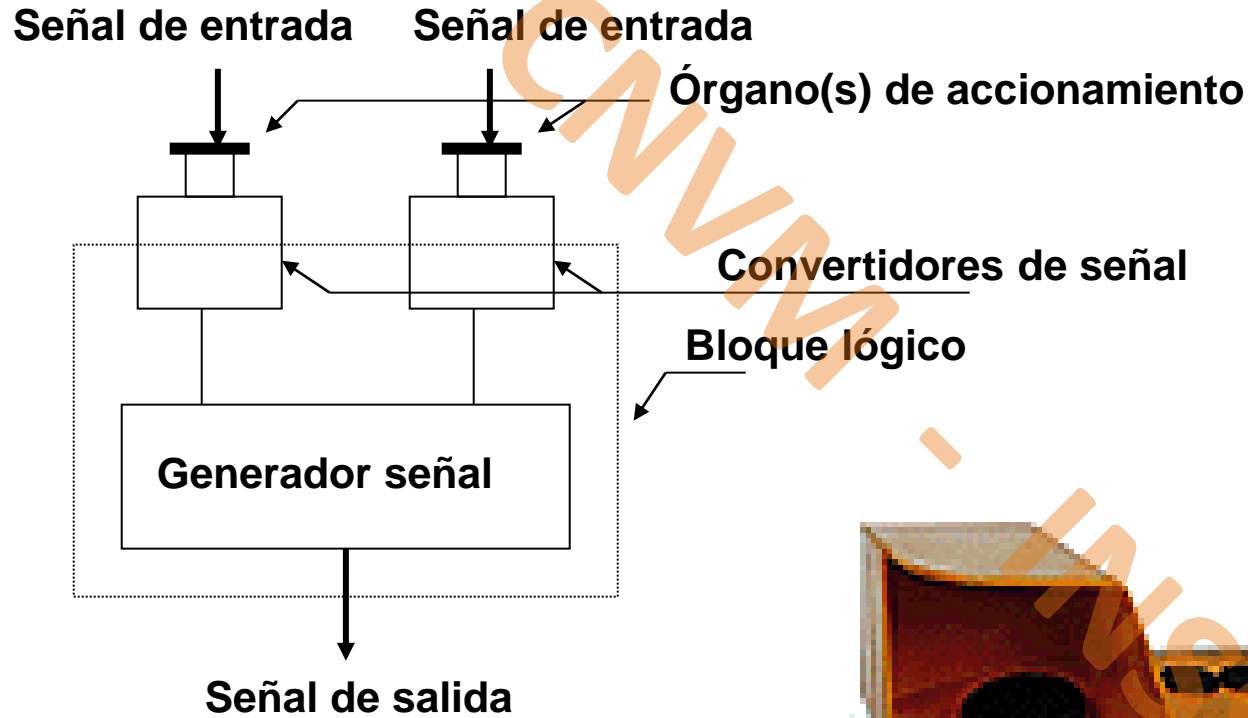 Señal de entrada Señal de entrada
Órgano(s) de accionamiento
Convertidores de señal
Bloque lógico
Generador señal
Señal de salida
CNVM - INS